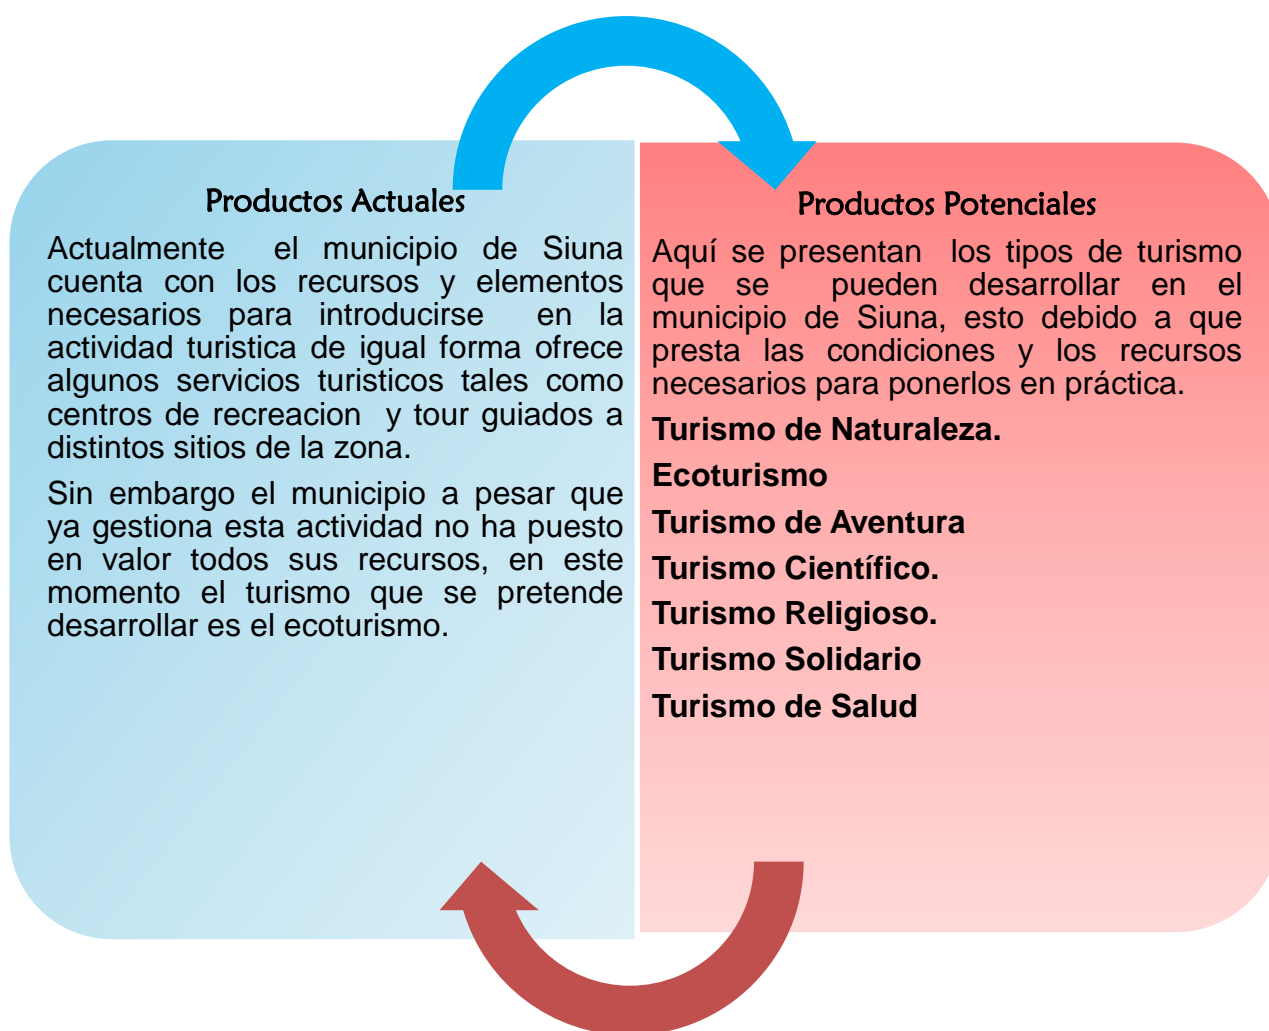 Productos Actuales
Actualmente el municipio de Siuna
cuenta con los recursos y elementos
necesarios para introducirse en la
actividad turistica de igual forma ofrece
algunos servicios turisticos tales como
centros de recreacion y tour guiados a
distintos sitios de la zona.
Sin embargo el municipio a pesar que
ya gestiona esta actividad no ha puesto
en valor todos sus recursos, en este
momento el turismo que se pretende
desarrollar es el ecoturismo.
Productos Potenciales
Aquí se presentan los tipos de turismo
que se pueden desarrollar en el
municipio de Siuna, esto debido a que
presta las condiciones y los recursos
necesarios para ponerlos en práctica.
Turismo de Naturaleza.
Ecoturismo
Turismo de Aventura
Turismo Científico.
Turismo Religioso.
Turismo Solidario
Turismo de Salud